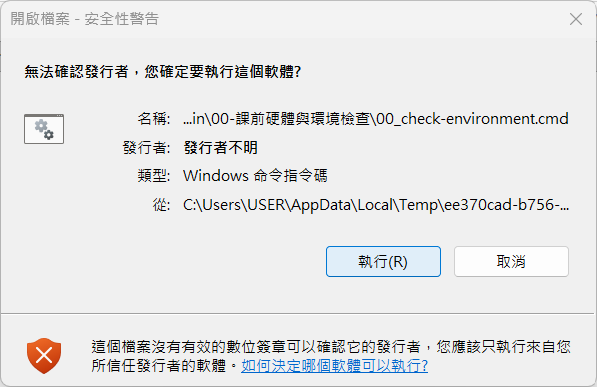 開啟檔案 - 安全性警告
無法確認發行者，您確定要執行這個軟體?
名稱: ...in\00-課前硬體與環境檢查\00_check-environment.cmd
發行者: 發行者不明
類型: Windows 命令指令碼
從: C:\Users\USER\AppData\Local\Temp\ee370cad-b756-...
執行(R) 取消
這個檔案沒有有效的數位簽章可以確認它的發行者，您應該只執行來自您
所信任發行者的軟體。如何決定哪個軟體可以執行?